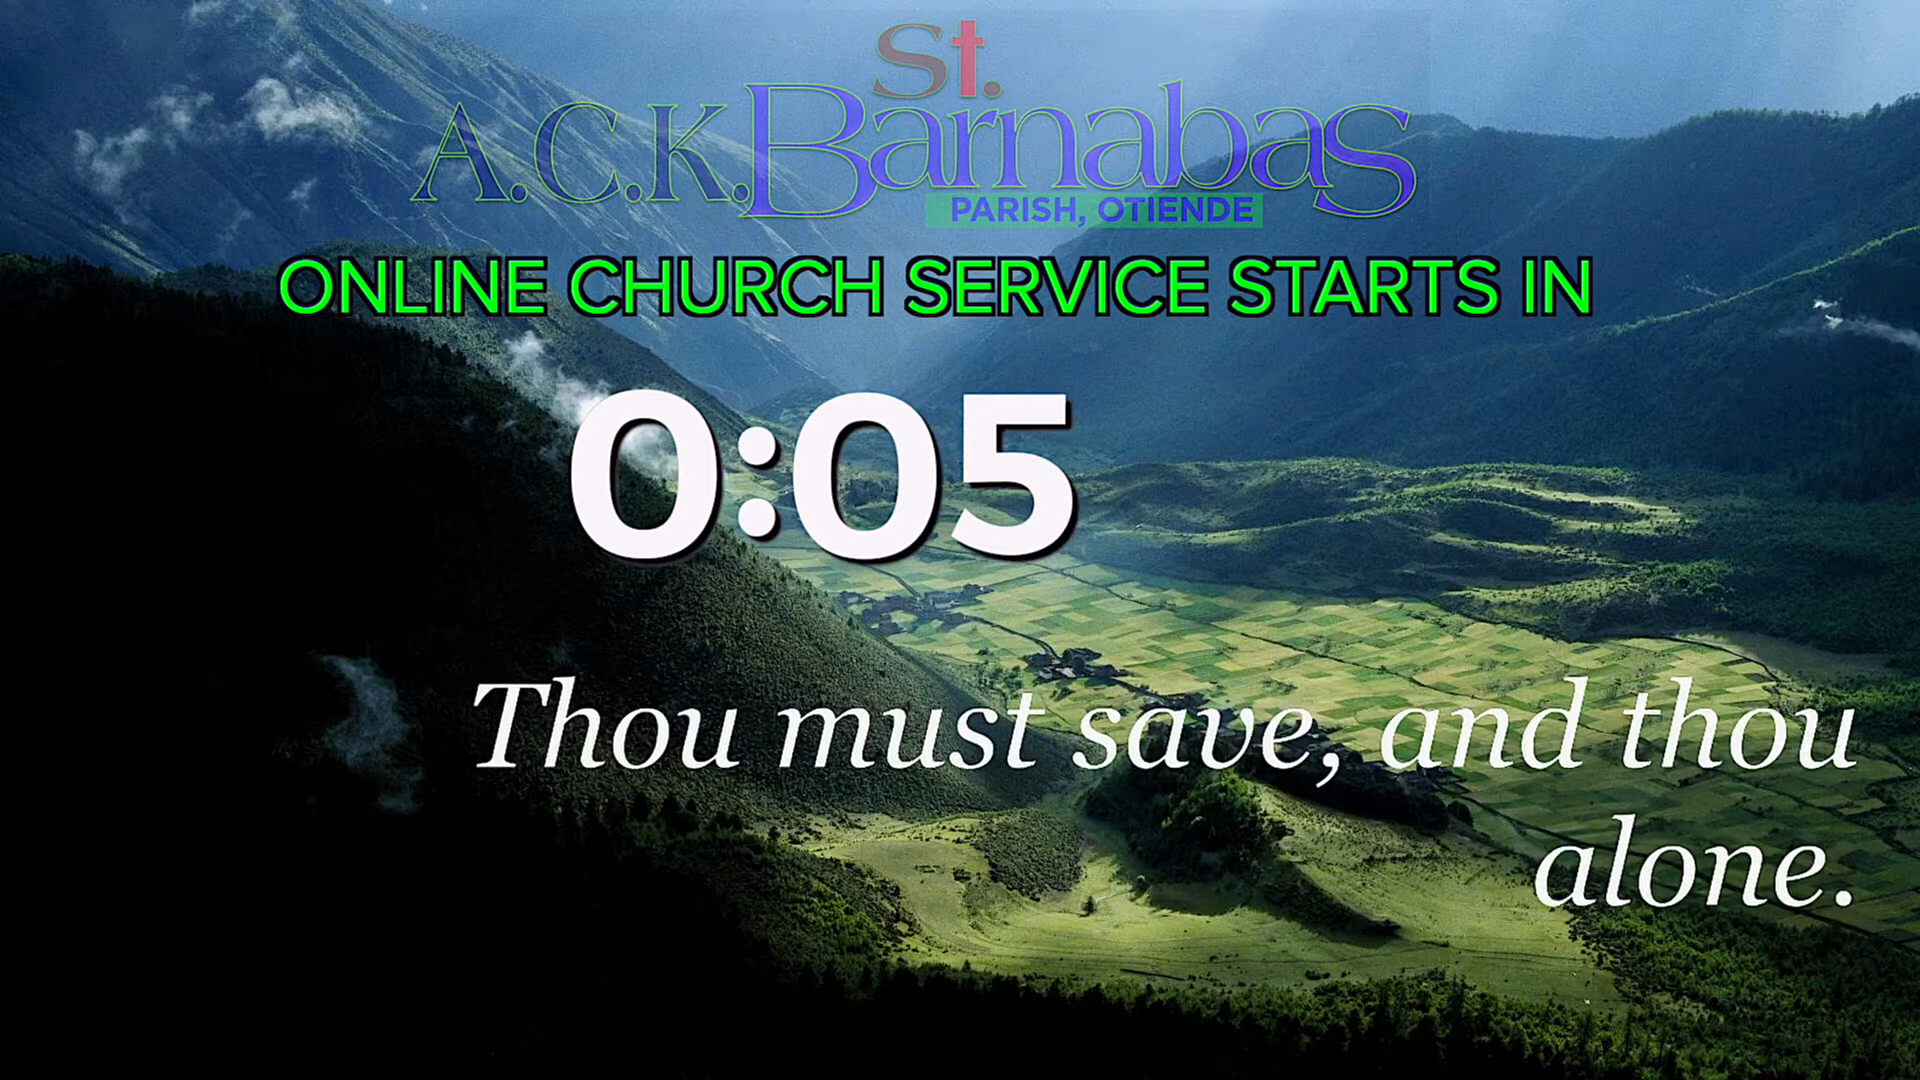 St.
A.C.K. Barnabas
PARISH, OTIENDE
ONLINE CHURCH SERVICE STARTS IN
0:05
Thou must save, and thou
alone.